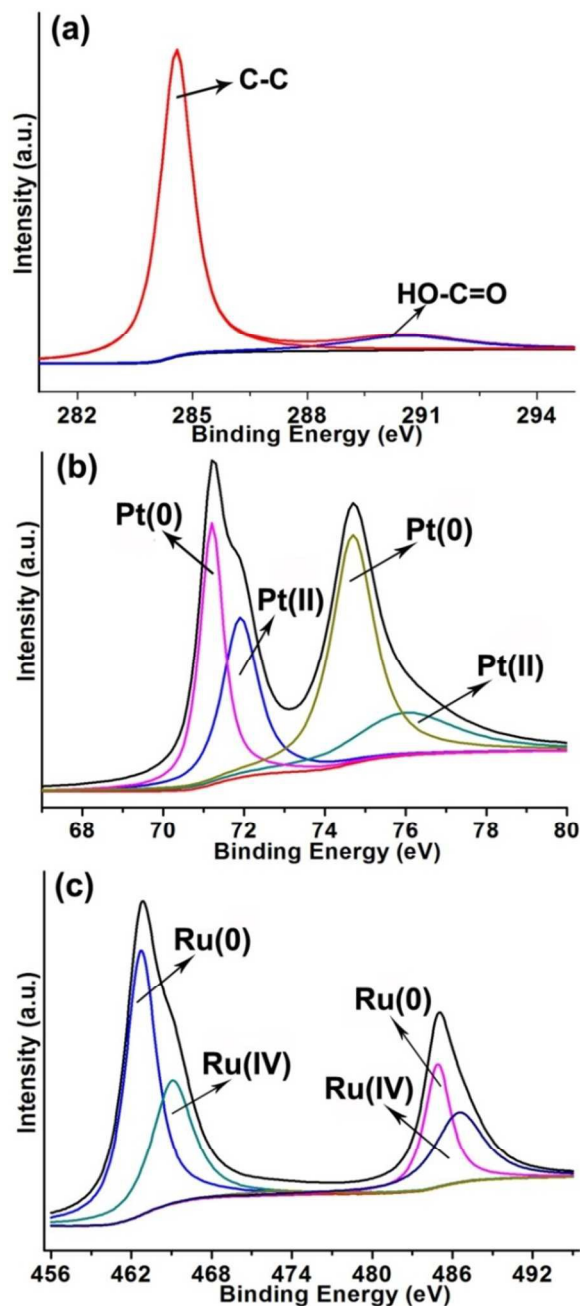 (a)
C-C
HO-C=O
Intensity (a.u.)
282 285 288 291 294
Binding Energy (eV)
(b)
Pt(0)
Pt(II)
Pt(0)
Pt(II)
Intensity (a.u.)
68 70 72 74 76 78 80
Binding Energy (eV)
(c)
Ru(0)
Ru(IV)
Ru(0)
Ru(IV)
Intensity (a.u.)
456 462 468 474 480 486 492
Binding Energy (eV)